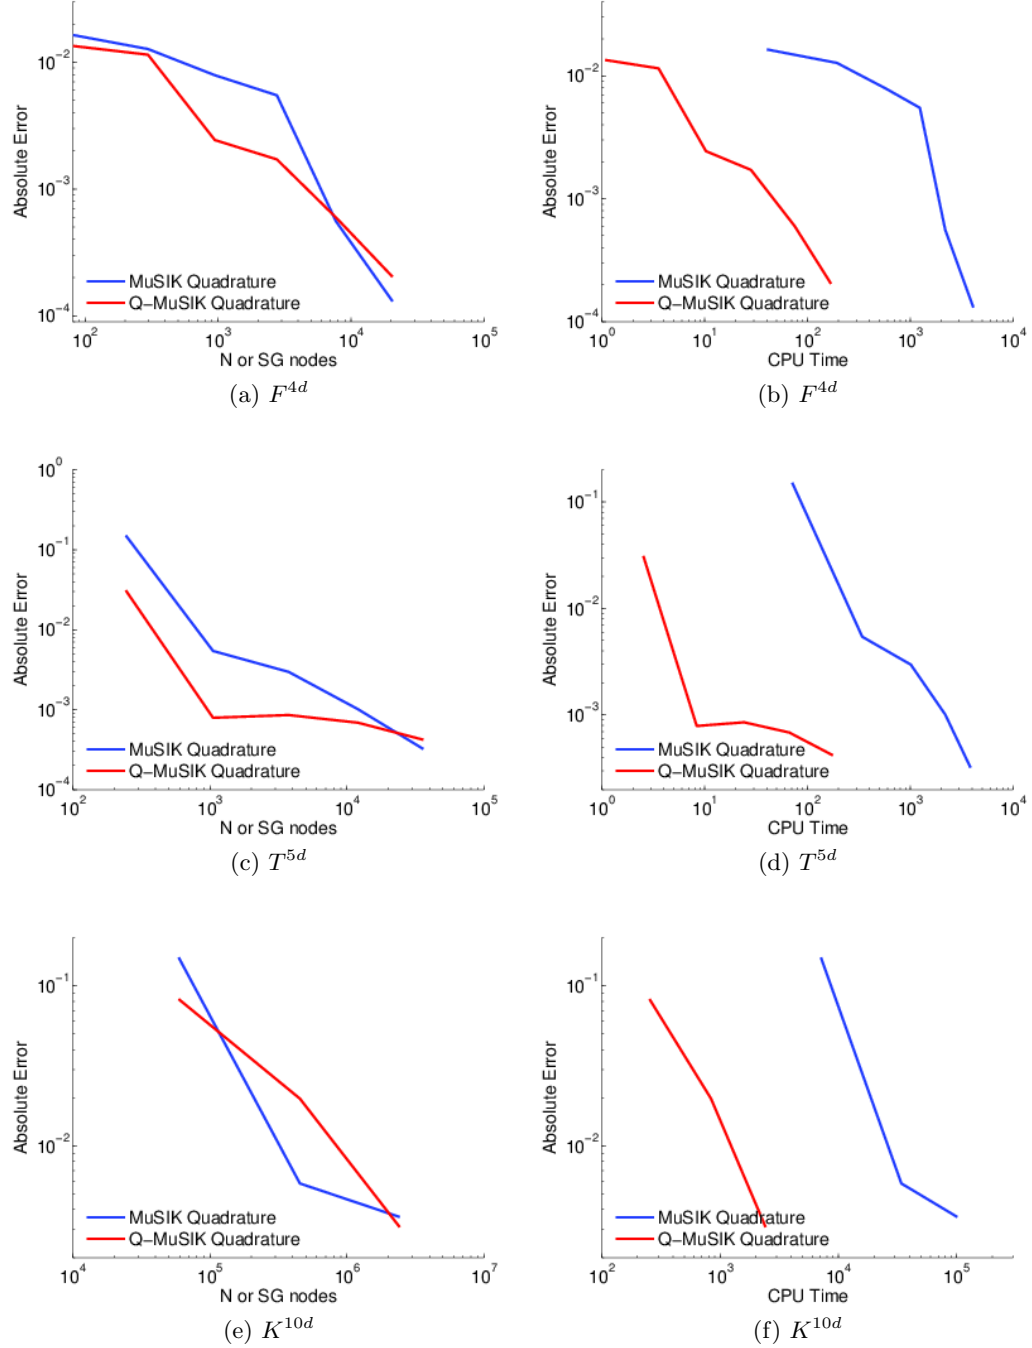 10^{-2}
10^{-3}
10^{-4}
Absolute Error
MuSIK Quadrature
Q-MuSIK Quadrature
10^2 10^3 10^4 10^5
N or SG nodes
(a) F^{4d}
10^{-2}
10^{-3}
10^{-4}
Absolute Error
MuSIK Quadrature
Q-MuSIK Quadrature
10^0 10^1 10^2 10^3 10^4
CPU Time
(b) F^{4d}
10^0
10^{-1}
10^{-2}
10^{-3}
10^{-4}
Absolute Error
MuSIK Quadrature
Q-MuSIK Quadrature
10^2 10^3 10^4 10^5
N or SG nodes
(c) T^{5d}
10^{-1}
10^{-2}
10^{-3}
Absolute Error
MuSIK Quadrature
Q-MuSIK Quadrature
10^0 10^1 10^2 10^3 10^4
CPU Time
(d) T^{5d}
10^{-1}
10^{-2}
Absolute Error
MuSIK Quadrature
Q-MuSIK Quadrature
10^4 10^5 10^6 10^7
N or SG nodes
(e) K^{10d}
10^{-1}
10^{-2}
Absolute Error
MuSIK Quadrature
Q-MuSIK Quadrature
10^2 10^3 10^4 10^5
CPU Time
(f) K^{10d}